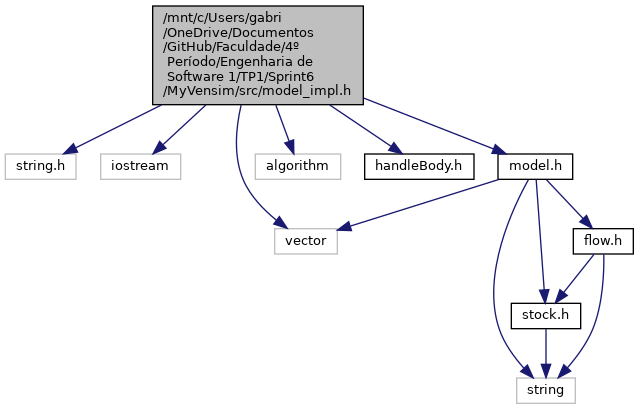 /mnt/c/Users/gabri
/OneDrive/Documentos
/GitHub/Faculdade/4º
Período/Engenharia de
Software 1/TP1/Sprint6
/MyVensim/src/model_impl.h
string.h
iostream
algorithm
handleBody.h
model.h
vector
flow.h
stock.h
string